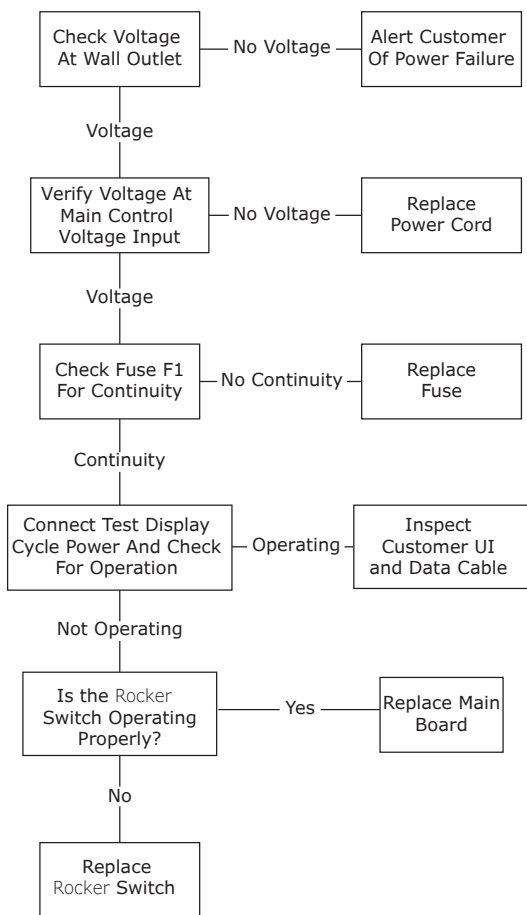 Check Voltage
At Wall Outlet
No Voltage
Alert Customer
Of Power Failure
Voltage
Verify Voltage At
Main Control
Voltage Input
No Voltage
Replace
Power Cord
Voltage
Check Fuse F1
For Continuity
No Continuity
Replace
Fuse
Continuity
Connect Test Display
Cycle Power And Check
For Operation
Operating
Inspect
Customer UI
and Data Cable
Not Operating
Is the Rocker
Switch Operating
Properly?
Yes
Replace Main
Board
No
Replace
Rocker Switch